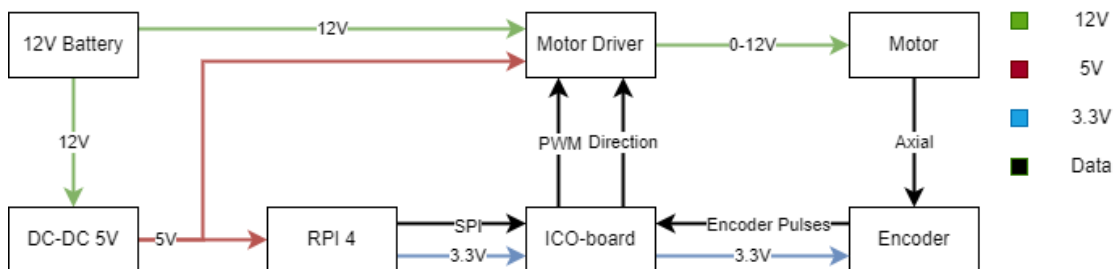 12V Battery
12V
Motor Driver
0-12V
Motor
12V
5V
3.3V
Data
12V
PWM
Direction
Axial
DC-DC 5V
5V
RPI 4
SPI
3.3V
ICO-board
Encoder Pulses
3.3V
Encoder